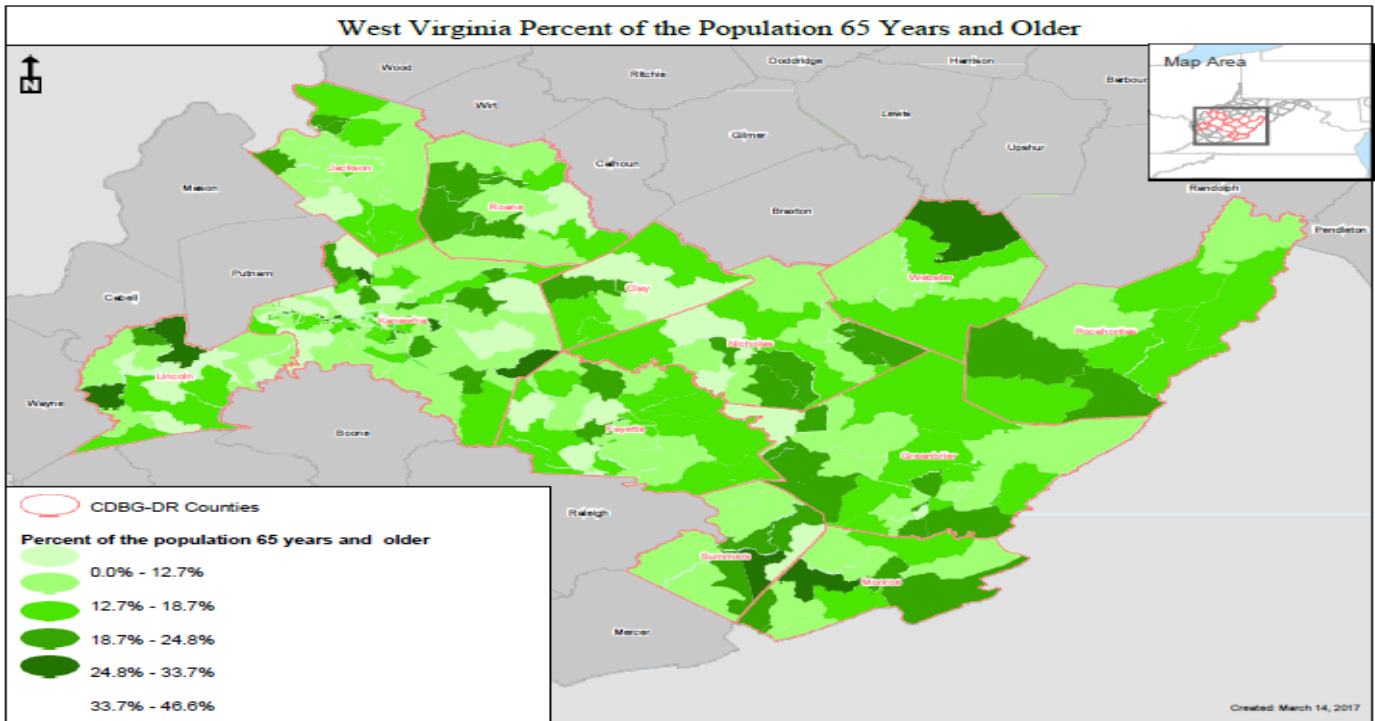 West Virginia Percent of the Population 65 Years and Older
N
Map Area
Wood
Ritchie
Doddridge
Harrison
Barbour
Wirt
Gilmer
Lewis
Upshur
Calhoun
Mason
Jackson
Roane
Braxton
Randolph
Pendleton
Putnam
Cabell
Clay
Webster
Kanawha
Nicholas
Pocahontas
Lincoln
Wayne
Boone
Fayette
Greenbrier
Raleigh
Summers
Monroe
Mercer
CDBG-DR Counties
Percent of the population 65 years and older
0.0% - 12.7%
12.7% - 18.7%
18.7% - 24.8%
24.8% - 33.7%
33.7% - 46.6%
Created: March 14, 2017